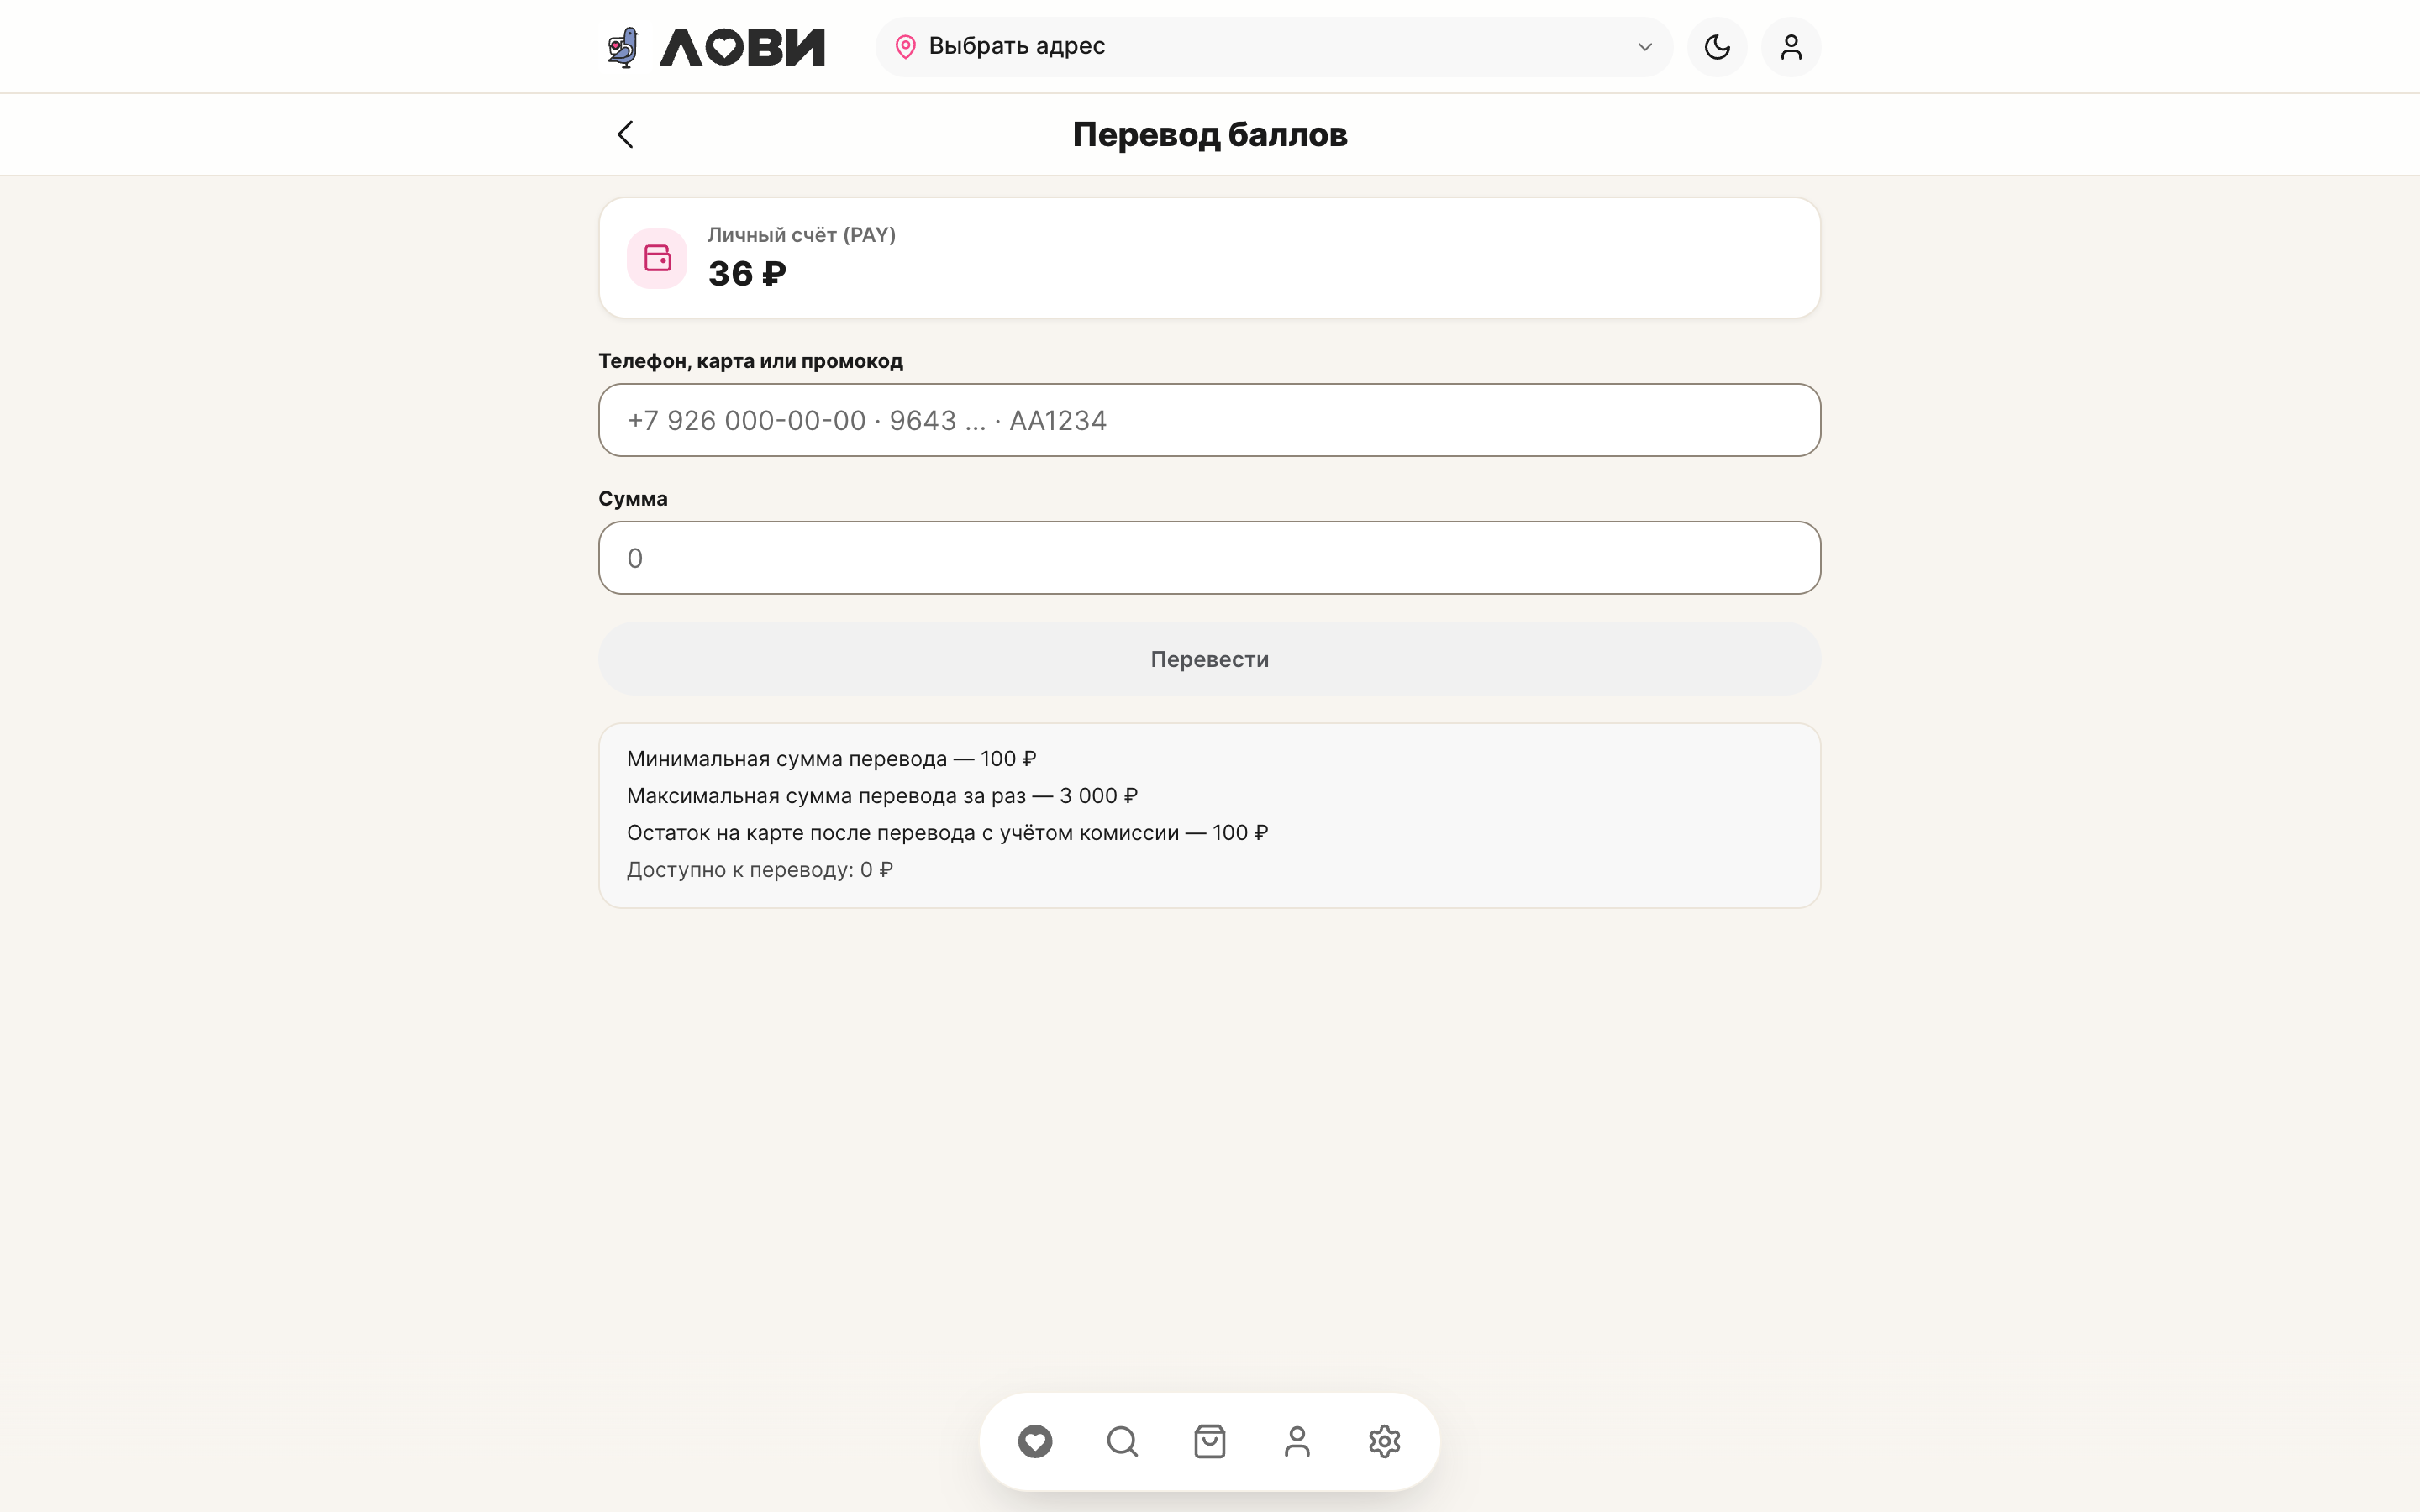 ЛОВИ
Выбрать адрес
Перевод баллов
Личный счёт (PAY)
36 ₽
Телефон, карта или промокод
+7 926 000-00-00 · 9643 ... · AA1234
Сумма
0
Перевести
Минимальная сумма перевода — 100 ₽
Максимальная сумма перевода за раз — 3 000 ₽
Остаток на карте после перевода с учётом комиссии — 100 ₽
Доступно к переводу: 0 ₽